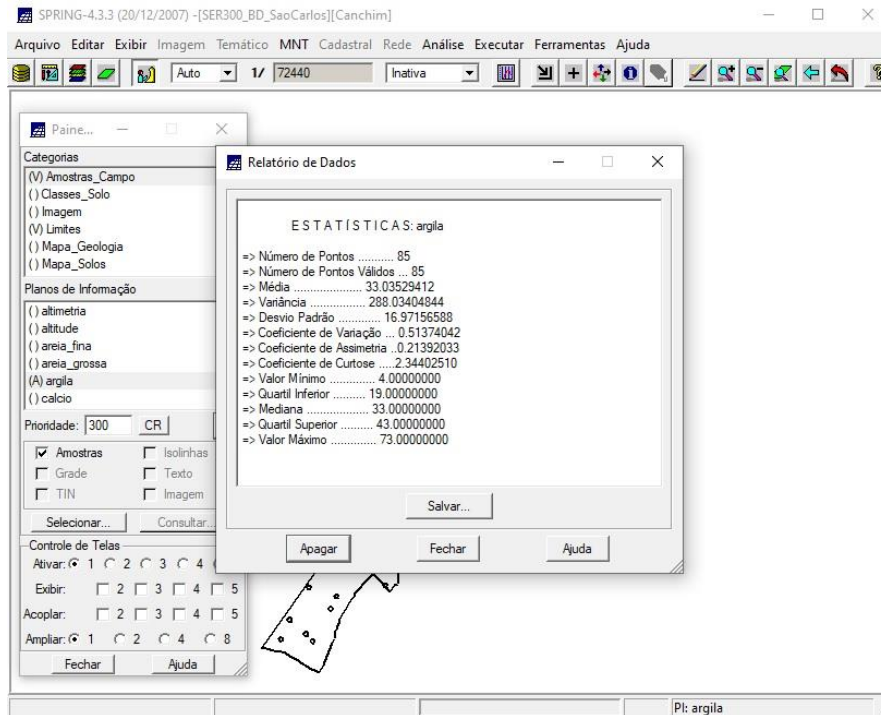 SPRING-4.3.3 (20/12/2007) -[SER300_BD_SaoCarlos][Canchim]
Arquivo Editar Exibir Imagem Temático MNT Cadastral Rede Análise Executar Ferramentas Ajuda
Auto 1/ 72440 Inativa
Paine...
Categorias
(V) Amostras_Campo
( ) Classes_Solo
( ) Imagem
(V) Limites
( ) Mapa_Geologia
( ) Mapa_Solos
Planos de Informação
( ) altimetria
( ) altitude
( ) areia_fina
( ) areia_grossa
(A) argila
( ) calcio
Prioridade: 300 CR
Amostras Isolinhas
Grade Texto
TIN Imagem
Selecionar... Consultar...
Controle de Telas
Ativar: 1 2 3 4
Exibir: 2 3 4 5
Acoplar: 2 3 4 5
Ampliar: 1 2 4 8
Fechar Ajuda
Relatório de Dados
E S T A T Í S T I C A S: argila
=> Número de Pontos ........... 85
=> Número de Pontos Válidos ... 85
=> Média ...................... 33.03529412
=> Variância .................. 288.03404844
=> Desvio Padrão .............. 16.97156588
=> Coeficiente de Variação ... 0.51374042
=> Coeficiente de Assimetria ..0.21392033
=> Coeficiente de Curtose .....2.34402510
=> Valor Mínimo ............... 4.00000000
=> Quartil Inferior ........... 19.00000000
=> Mediana .................... 33.00000000
=> Quartil Superior ........... 43.00000000
=> Valor Máximo ............... 73.00000000
Salvar...
Apagar Fechar Ajuda
PI: argila